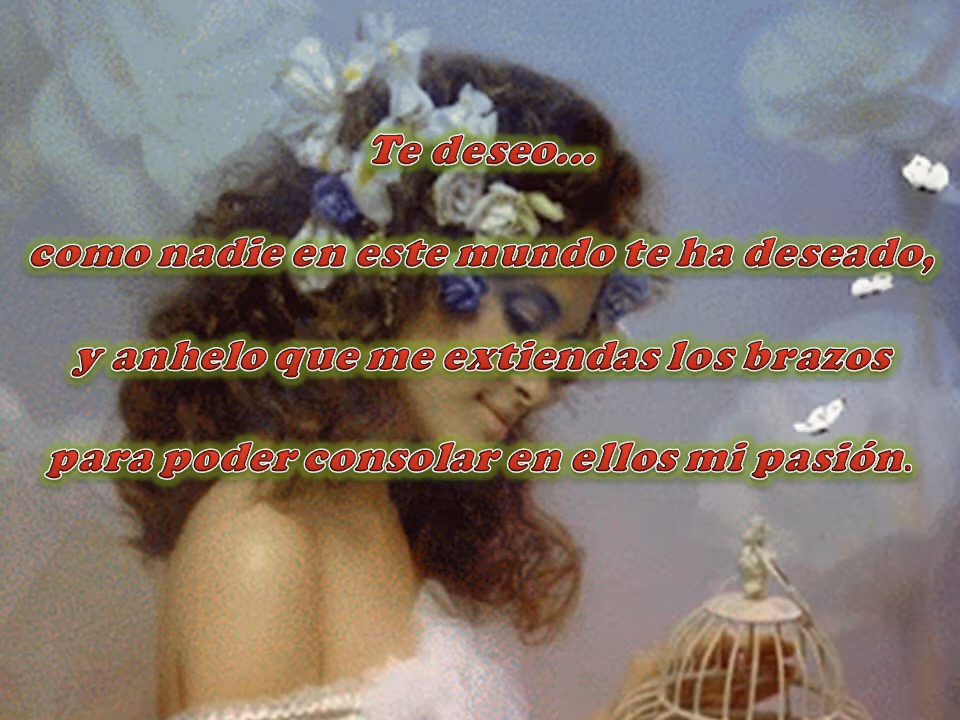 Te deseo...
como nadie en este mundo te ha deseado,
y anhelo que me extiendas los brazos
para poder consolar en ellos mi pasión.